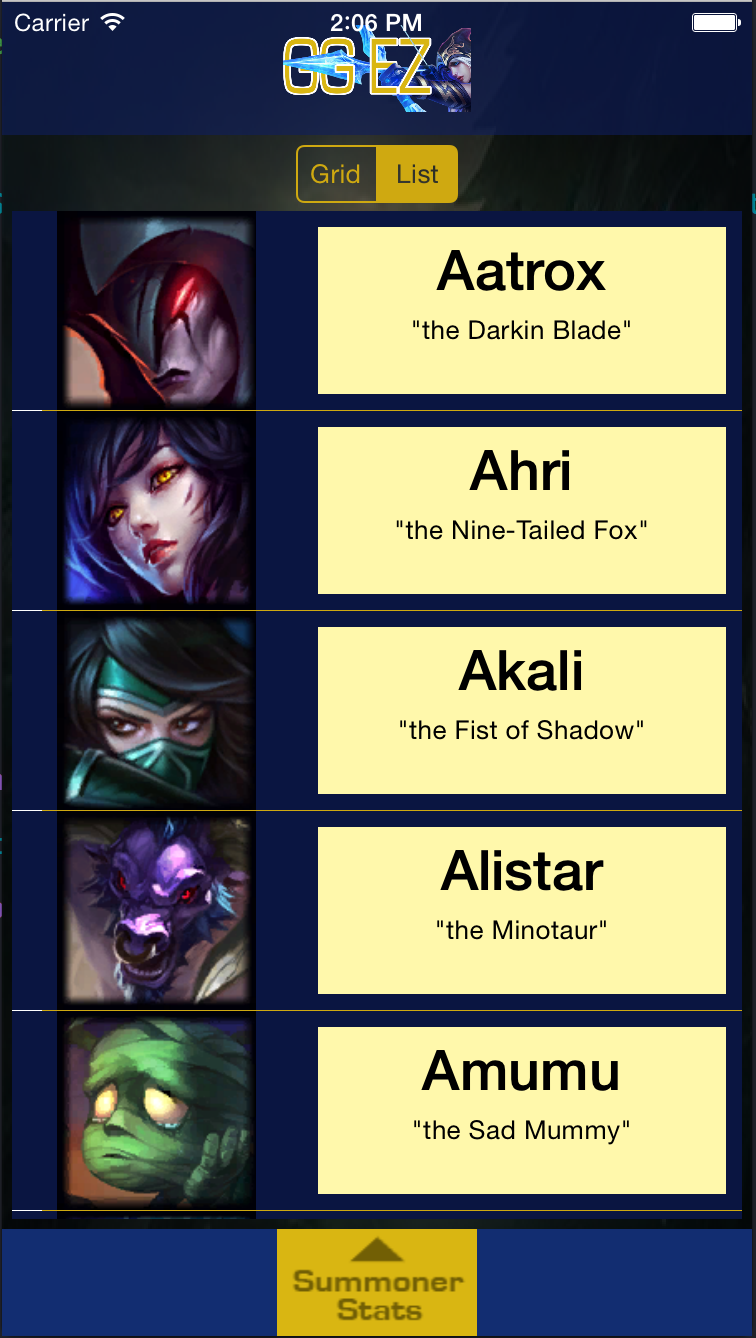 Carrier 2:06 PM
GG EZ
Grid List
Aatrox
"the Darkin Blade"
Ahri
"the Nine-Tailed Fox"
Akali
"the Fist of Shadow"
Alistar
"the Minotaur"
Amumu
"the Sad Mummy"
Summoner
Stats